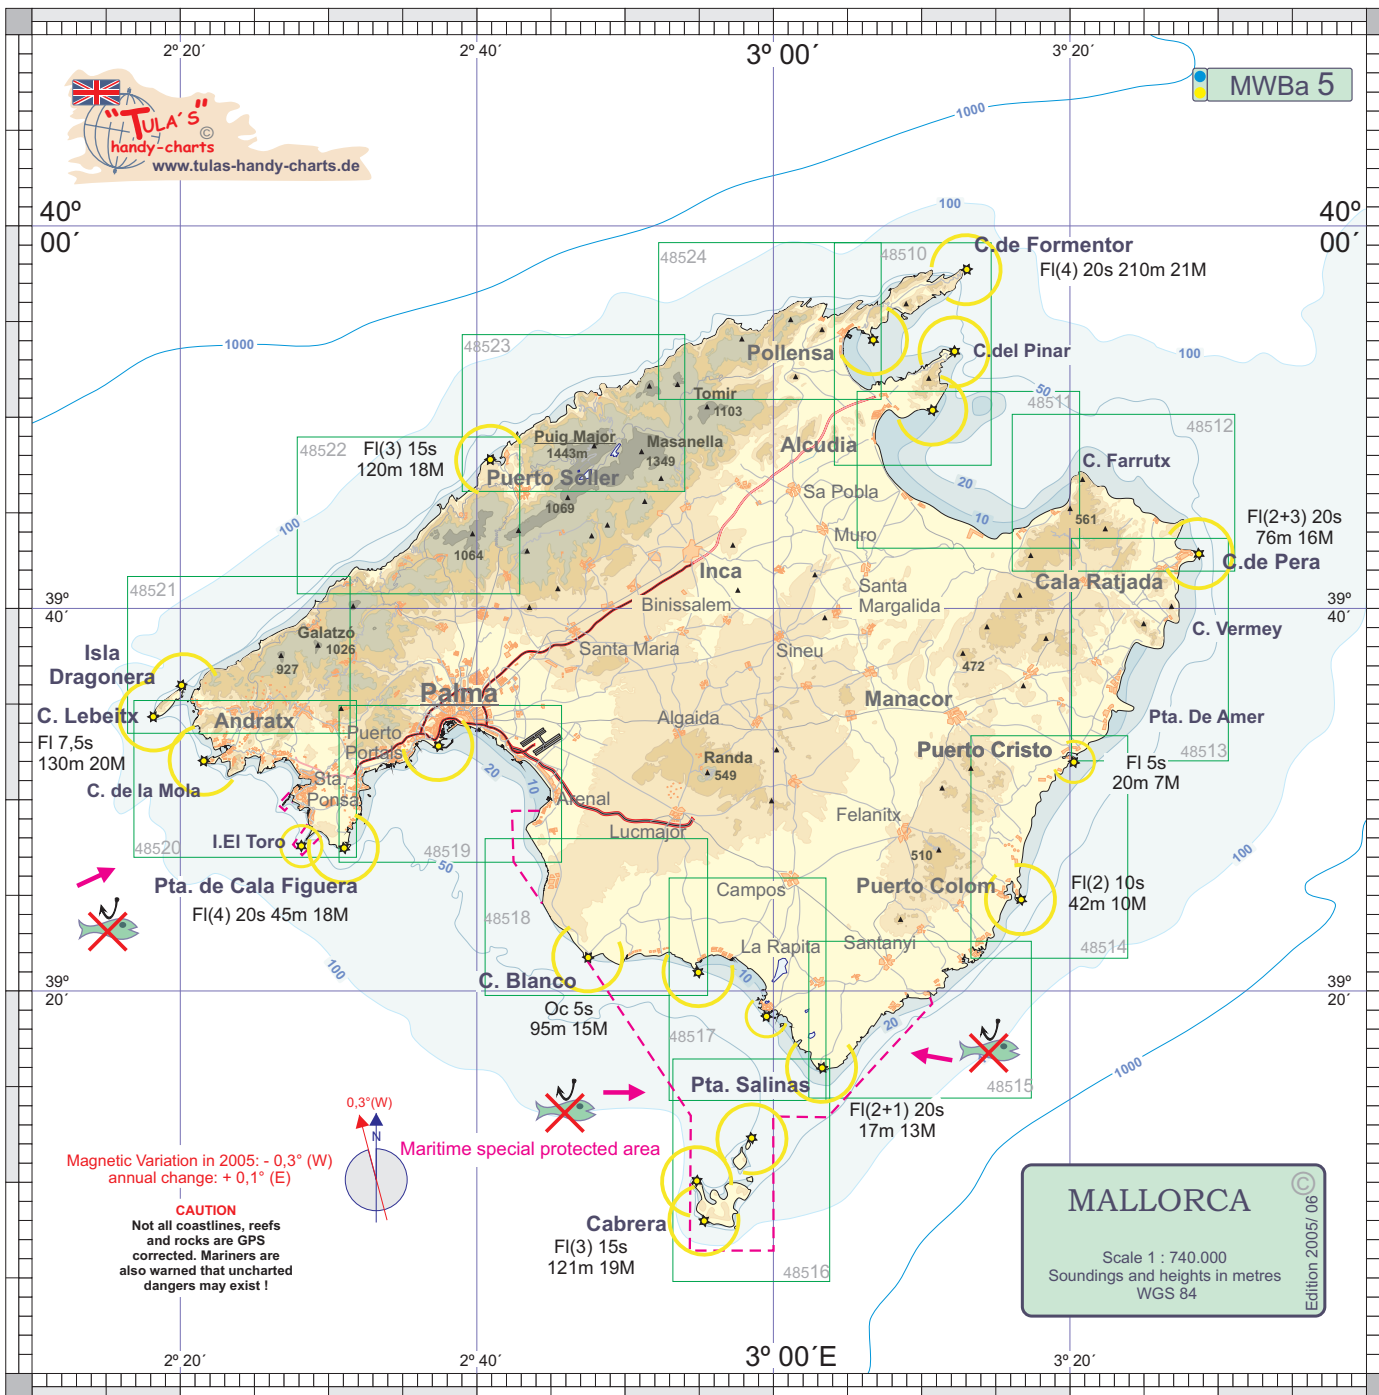 2º 20´
2º 40´
3º 00´
3º 20´
"TULA´S"
©
handy-charts
www.tulas-handy-charts.de
MWBa 5
1000
100
40º
00´
40º
00´
C.de Formentor
Fl(4) 20s 210m 21M
48524
48510
1000
48523
Pollensa
C.del Pinar
100
50
48511
48512
Tomir
1103
48522
Fl(3) 15s
120m 18M
Puig Major
1443m
Masanella
1349
Alcudia
C. Farrutx
Puerto Soller
Sa Pobla
20
10
561
1069
100
Muro
Fl(2+3) 20s
76m 16M
1064
Inca
C.de Pera
Cala Ratjada
48521
Santa
Margalida
Binissalem
39º
40´
39º
40´
C. Vermey
Galatzó
1026
927
Isla
Dragonera
Santa Maria
Sineu
472
Palma
Manacor
C. Lebeitx
Andratx
Algaida
Pta. De Amer
Fl 7,5s
130m 20M
Puerto
Portals
Puerto Cristo
48513
Randa
549
Fl 5s
20m 7M
20
10
C. de la Mola
Sta.
Ponsa
Arenal
Felanitx
Lucmajor
I.El Toro
48520
48519
50
510
100
Pta. de Cala Figuera
Fl(4) 20s 45m 18M
Campos
Puerto Colom
Fl(2) 10s
42m 10M
48518
La Rapita
Santanyi
48514
100
C. Blanco
10
39º
20´
39º
20´
Oc 5s
95m 15M
20
48517
1000
Pta. Salinas
48515
0,3°(W)
N
Fl(2+1) 20s
17m 13M
Maritime special protected area
Magnetic Variation in 2005: - 0,3° (W)
annual change: + 0,1° (E)
CAUTION
Not all coastlines, reefs
and rocks are GPS
corrected. Mariners are
also warned that uncharted
dangers may exist !
Cabrera
Fl(3) 15s
121m 19M
48516
MALLORCA
©
Scale 1 : 740.000
Soundings and heights in metres
WGS 84
Edition 2005/ 06
2º 20´
2º 40´
3º 00´E
3º 20´